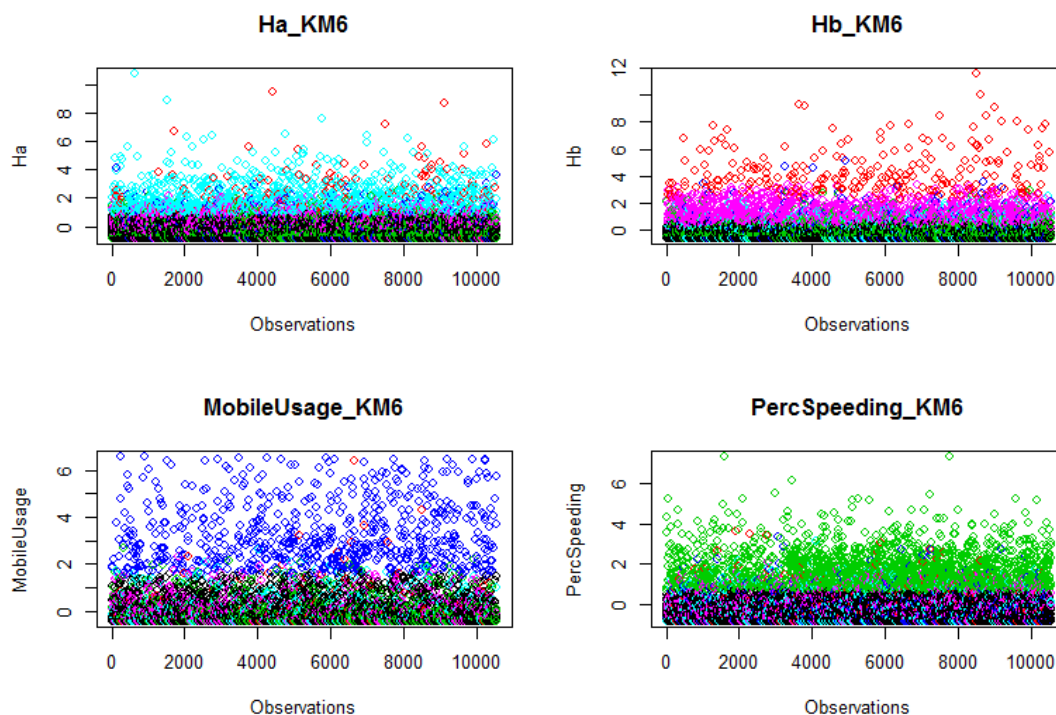 Ha_KM6
Ha
0 2 4 6 8
0 2000 4000 6000 8000 10000
Observations
Hb_KM6
Hb
0 2 4 6 8 12
0 2000 4000 6000 8000 10000
Observations
MobileUsage_KM6
MobileUsage
0 2 4 6
0 2000 4000 6000 8000 10000
Observations
PercSpeeding_KM6
PercSpeeding
0 2 4 6
0 2000 4000 6000 8000 10000
Observations